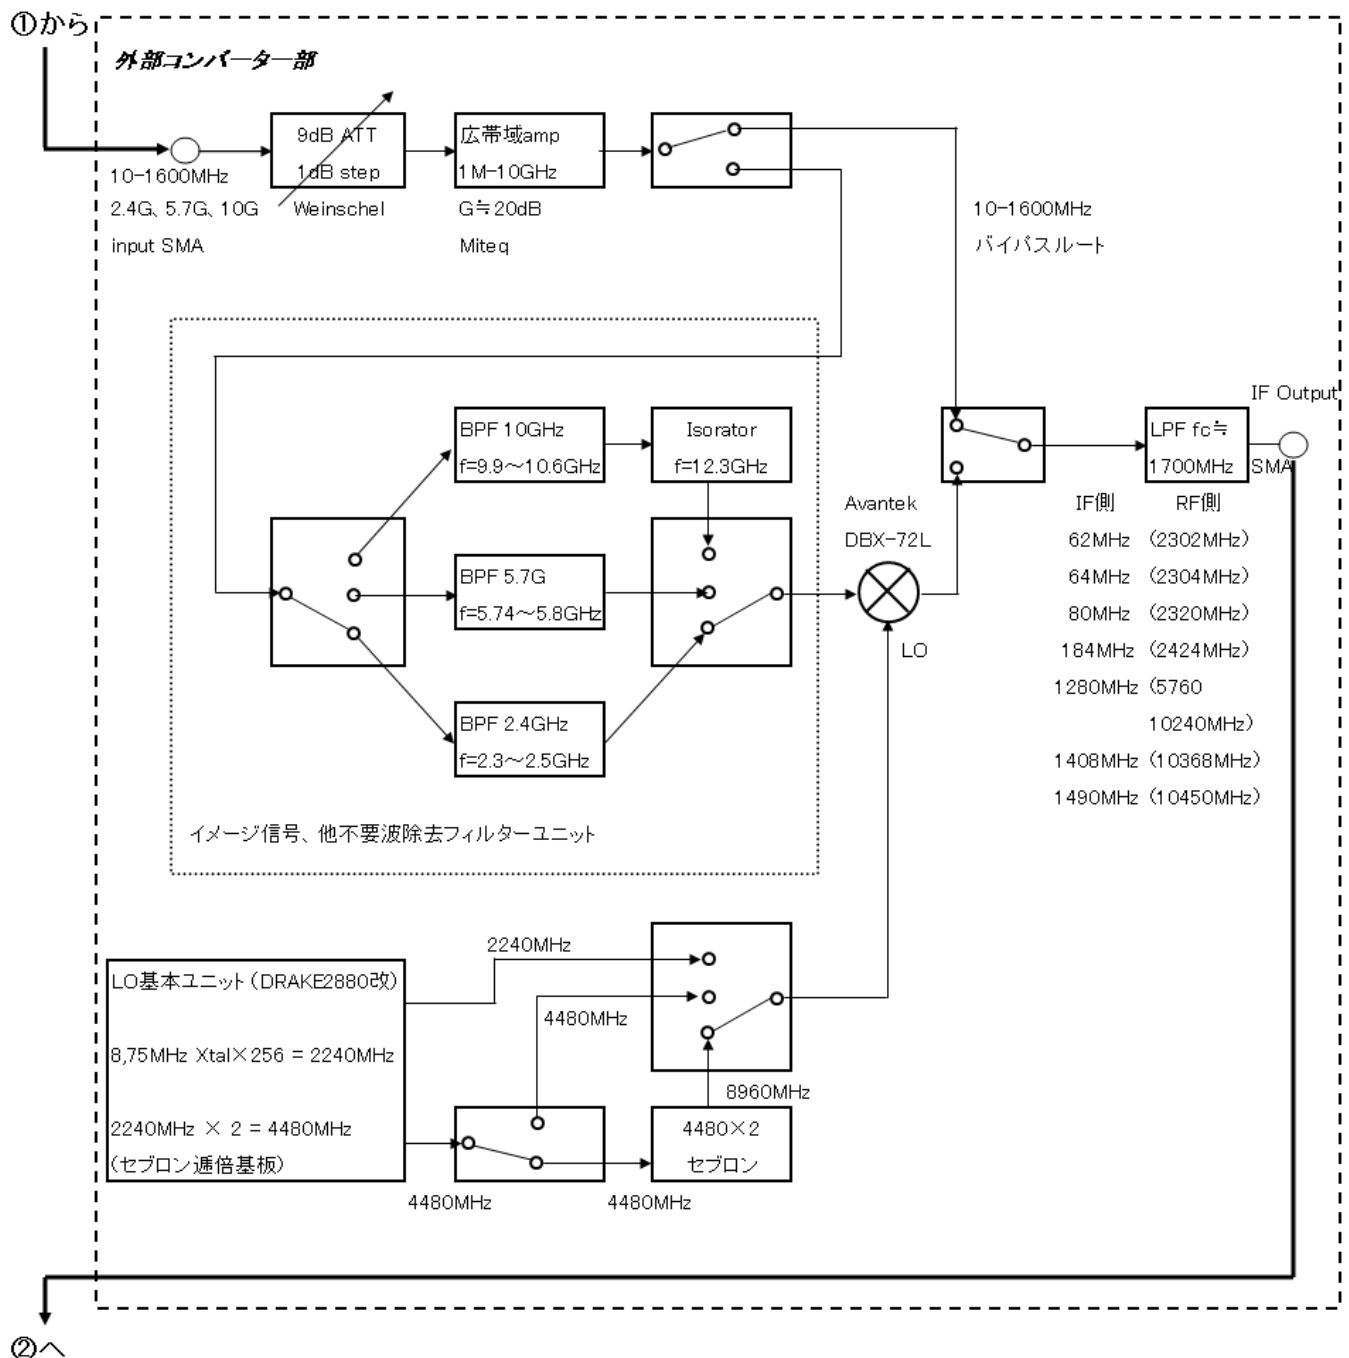 ①から
外部コンバーター部
9dB ATT
1dB step
Weinschel
広帯域amp
1M-10GHz
G≒20dB
Miteq
10-1600MHz
2.4G、5.7G、10G
input SMA
10-1600MHz
バイパスルート
BPF 10GHz
f=9.9～10.6GHz
Isorator
f=12.3GHz
BPF 5.7G
f=5.74～5.8GHz
BPF 2.4GHz
f=2.3～2.5GHz
イメージ信号、他不要波除去フィルターユニット
Avantek
DBX-72L
LO
IF Output
LPF fc≒
1700MHz
SMA
IF側 RF側
62MHz (2302MHz)
64MHz (2304MHz)
80MHz (2320MHz)
184MHz (2424MHz)
1280MHz (5760
10240MHz)
1408MHz (10368MHz)
1490MHz (10450MHz)
LO基本ユニット(DRAKE2880改)
8,75MHz Xtal×256 = 2240MHz
2240MHz × 2 = 4480MHz
(セブロン逓倍基板)
2240MHz
4480MHz
8960MHz
4480×2
セブロン
4480MHz
4480MHz
②へ